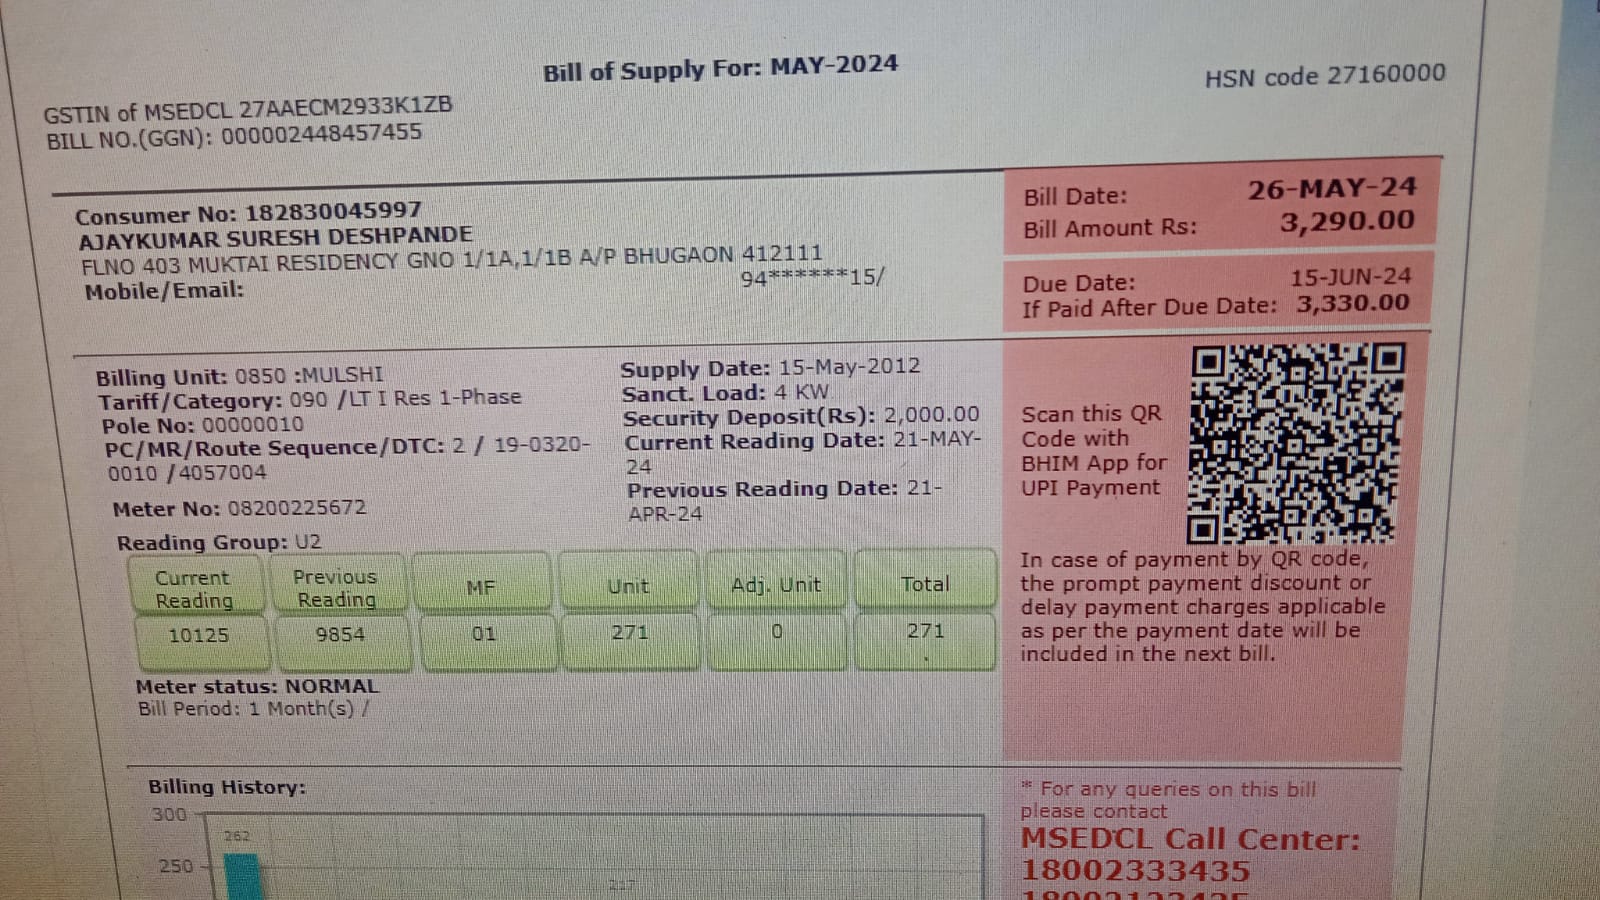 Bill of Supply For: MAY-2024
HSN code 27160000
GSTIN of MSEDCL 27AAECM2933K1ZB
BILL NO.(GGN): 000002448457455
Consumer No: 182830045997
AJAYKUMAR SURESH DESHPANDE
FLNO 403 MUKTAI RESIDENCY GNO 1/1A,1/1B A/P BHUGAON 412111
Mobile/Email: 94******15/
Bill Date: 26-MAY-24
Bill Amount Rs: 3,290.00
Due Date: 15-JUN-24
If Paid After Due Date: 3,330.00
Billing Unit: 0850 :MULSHI
Tariff/Category: 090 /LT I Res 1-Phase
Pole No: 00000010
PC/MR/Route Sequence/DTC: 2 / 19-0320-
0010 /4057004
Meter No: 08200225672
Reading Group: U2
Supply Date: 15-May-2012
Sanct. Load: 4 KW
Security Deposit(Rs): 2,000.00
Current Reading Date: 21-MAY-
24
Previous Reading Date: 21-
APR-24
Scan this QR
Code with
BHIM App for
UPI Payment
In case of payment by QR code,
the prompt payment discount or
delay payment charges applicable
as per the payment date will be
included in the next bill.
Current Reading Previous Reading MF Unit Adj. Unit Total
10125 9854 01 271 0 271
Meter status: NORMAL
Bill Period: 1 Month(s) /
Billing History:
300
262
250
* For any queries on this bill
please contact
MSEDCL Call Center:
18002333435